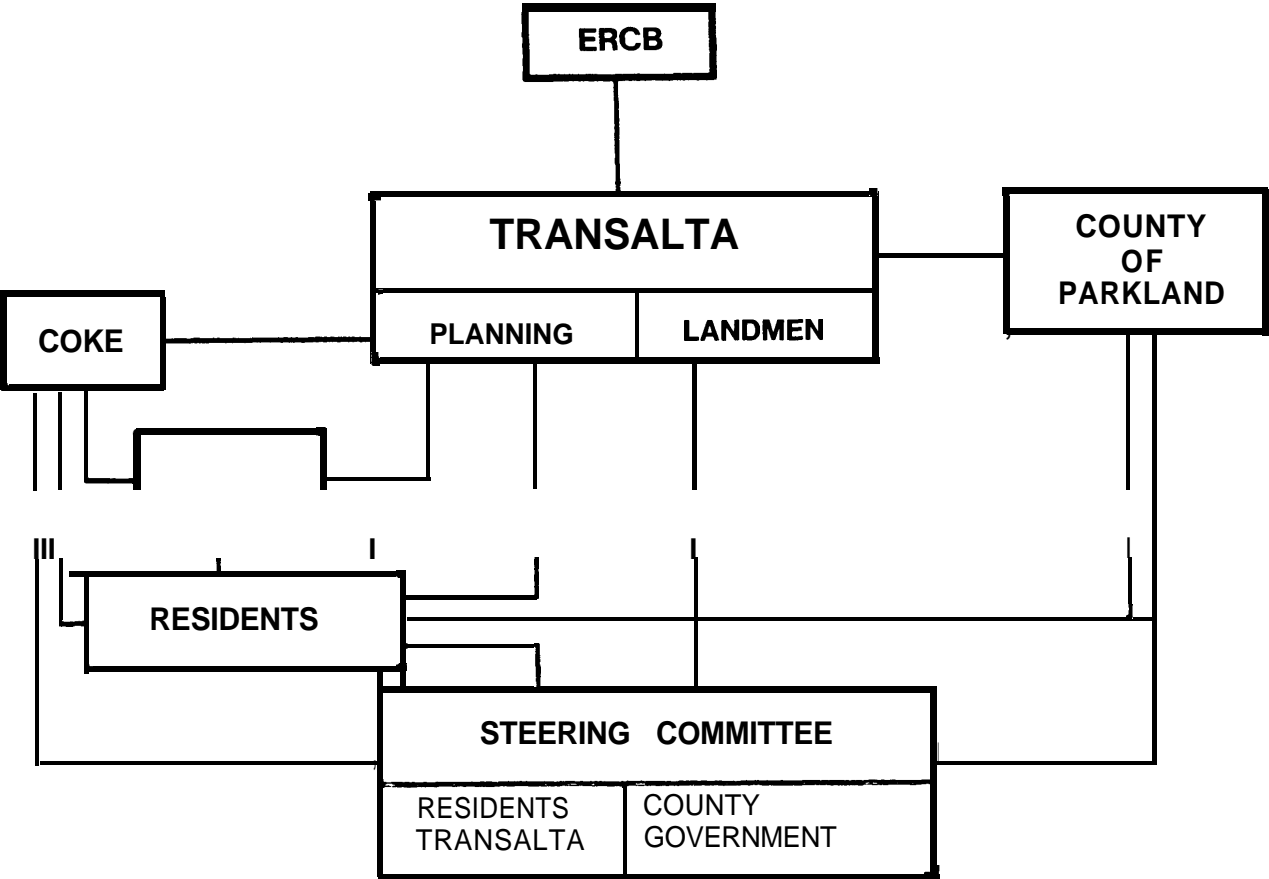 ERCB
TRANSALTA
COUNTY
OF
PARKLAND
COKE
PLANNING
LANDMEN
RESIDENTS
STEERING COMMITTEE
RESIDENTS
TRANSALTA
COUNTY
GOVERNMENT